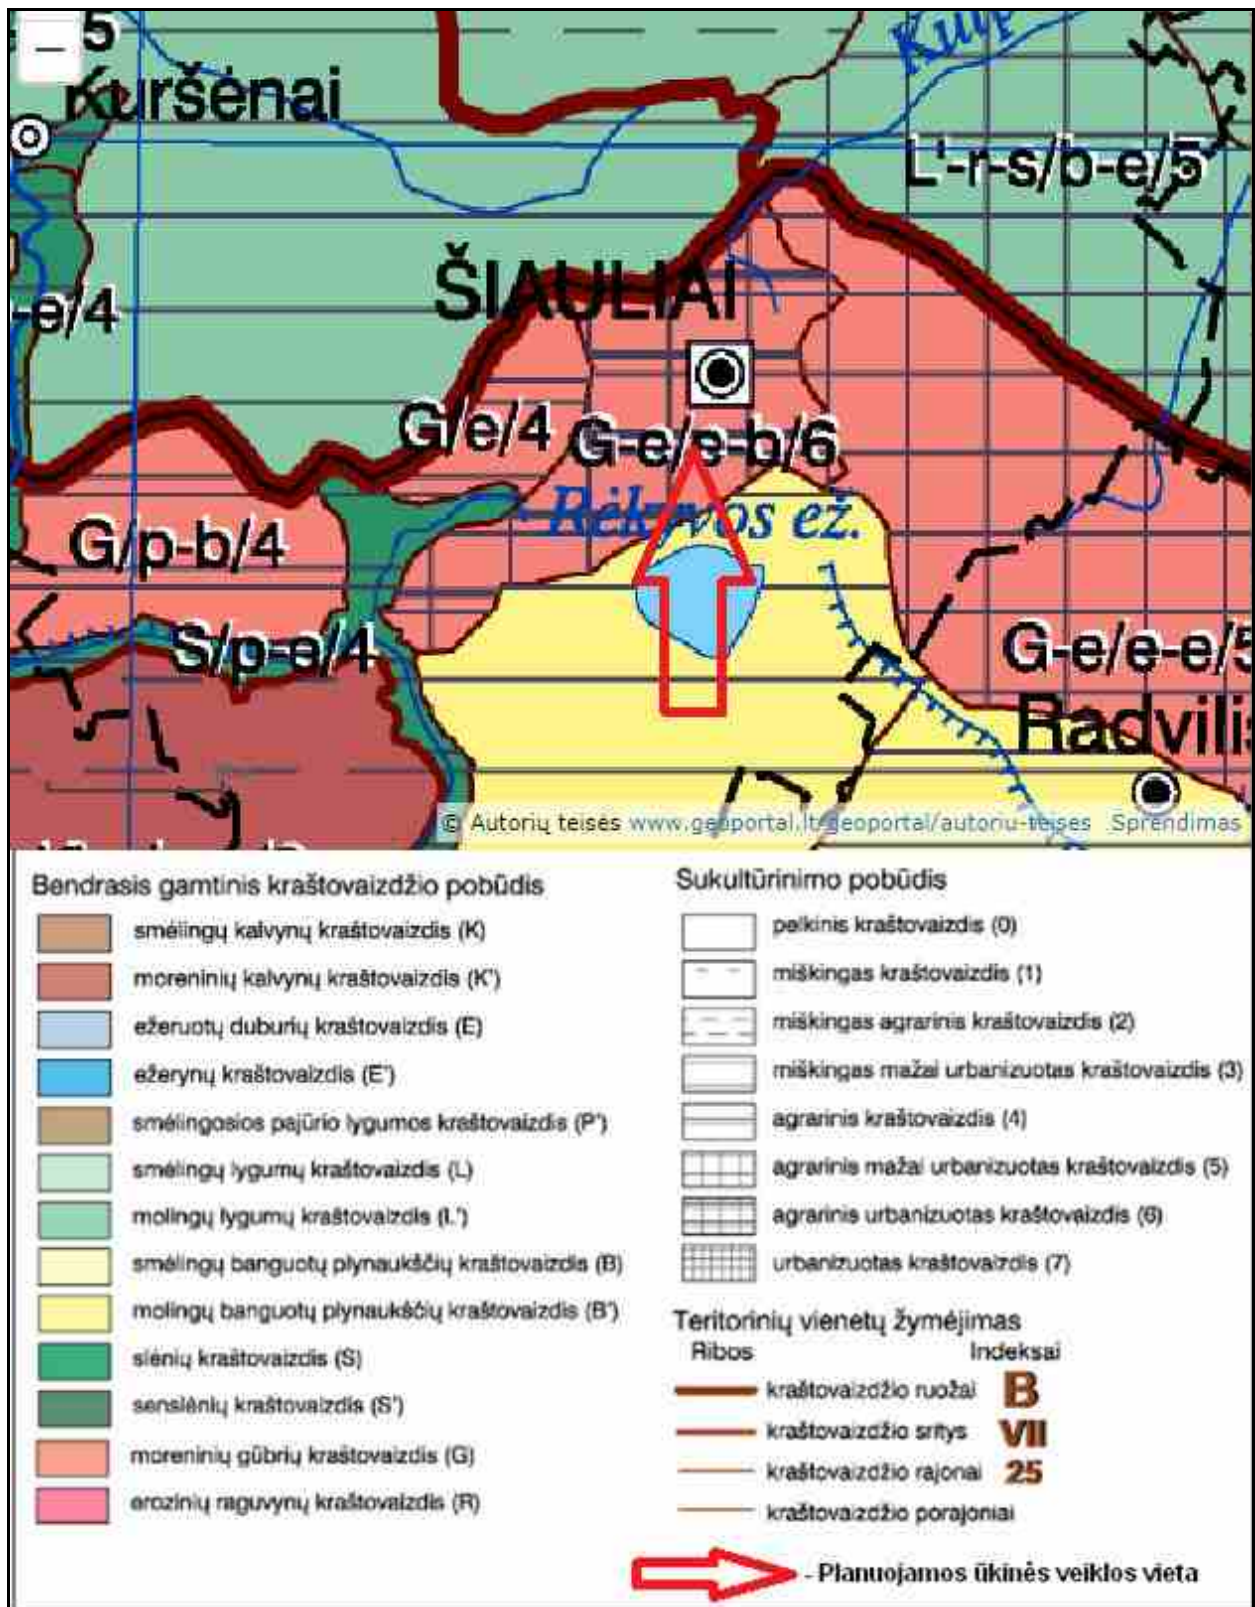 5
Kuršėnai
Kulp
L'-r-s/b-e/5
ŠIAULIAI
-e/4
G/e/4
G-e/e-b/6
Rėkyvos ež.
G/p-b/4
S/p-e/4
G-e/e-e/5
Radvilis
© Autorių teisės www.geoportal.lt/geoportal/autoriu-teises Sprendimas
Bendrasis gamtinis kraštovaizdžio pobūdis
smėlingų kalvynų kraštovaizdis (K)
moreninių kalvynų kraštovaizdis (K')
ežeruotų duburių kraštovaizdis (E)
ežerynų kraštovaizdis (E')
smėlingosios pajūrio lygumos kraštovaizdis (P')
smėlingų lygumų kraštovaizdis (L)
molingų lygumų kraštovaizdis (L')
smėlingų banguotų plynaukščių kraštovaizdis (B)
molingų banguotų plynaukščių kraštovaizdis (B')
slėnių kraštovaizdis (S)
senslėnių kraštovaizdis (S')
moreninių gūbrių kraštovaizdis (G)
erozinių raguvynų kraštovaizdis (R)
Sukultūrinimo pobūdis
pelkinis kraštovaizdis (0)
miškingas kraštovaizdis (1)
miškingas agrarinis kraštovaizdis (2)
miškingas mažai urbanizuotas kraštovaizdis (3)
agrarinis kraštovaizdis (4)
agrarinis mažai urbanizuotas kraštovaizdis (5)
agrarinis urbanizuotas kraštovaizdis (6)
urbanizuotas kraštovaizdis (7)
Teritorinių vienetų žymėjimas
Ribos Indeksai
kraštovaizdžio ruožai B
kraštovaizdžio sritys VII
kraštovaizdžio rajonai 25
kraštovaizdžio porajoniai
- Planuojamos ūkinės veiklos vieta